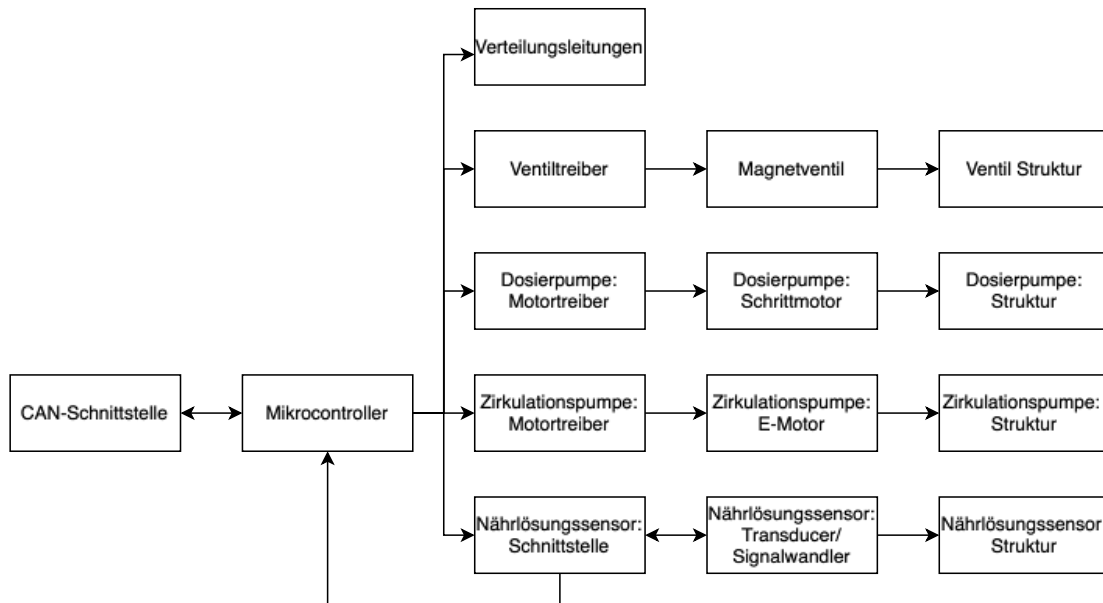 Verteilungsleitungen
Ventiltreiber
Magnetventil
Ventil Struktur
Dosierpumpe:
Motortreiber
Dosierpumpe:
Schrittmotor
Dosierpumpe:
Struktur
CAN-Schnittstelle
Mikrocontroller
Zirkulationspumpe:
Motortreiber
Zirkulationspumpe:
E-Motor
Zirkulationspumpe:
Struktur
Nährlösungssensor:
Schnittstelle
Nährlösungssensor:
Transducer/
Signalwandler
Nährlösungssensor
Struktur